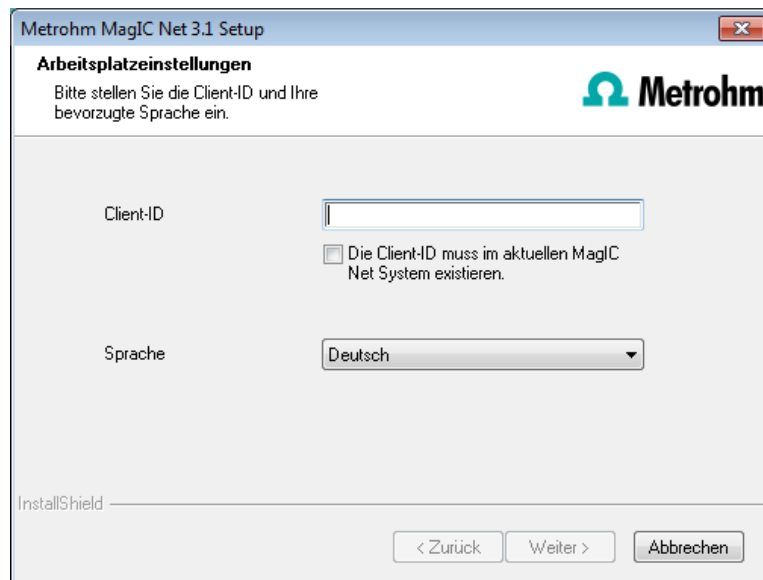 Metrohm MagIC Net 3.1 Setup
Arbeitsplatzeinstellungen
Bitte stellen Sie die Client-ID und Ihre
bevorzugte Sprache ein.
Metrohm
Client-ID
Die Client-ID muss im aktuellen MagIC
Net System existieren.
Sprache
Deutsch
InstallShield
< Zurück
Weiter >
Abbrechen